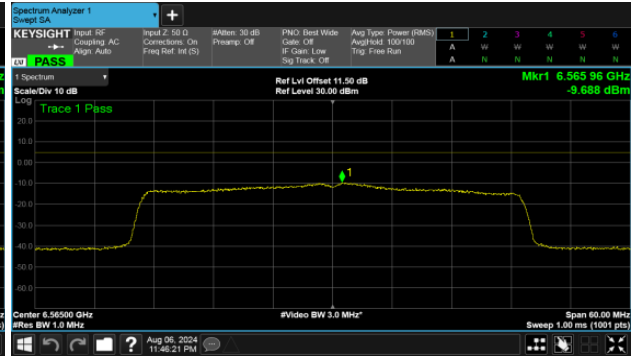 Spectrum Analyzer 1
Swept SA
KEYSIGHT
Input: RF
Coupling: AC
Align: Auto
Input Z: 50 Ω
Corrections: On
Freq Ref: Int (S)
#Atten: 30 dB
Preamp: Off
PNO: Best Wide
Gate: Off
IF Gain: Low
Sig Track: Off
Avg Type: Power (RMS)
Avg|Hold: 100/100
Trig: Free Run
1 2 3 4 5 6
A W W W W W
A N N N N N
LXI PASS
1 Spectrum
Scale/Div 10 dB
Ref Lvl Offset 11.50 dB
Ref Level 30.00 dBm
Mkr1 6.565 96 GHz
-9.688 dBm
Log
Trace 1 Pass
20.0
10.0
0.00
1
-10.0
-20.0
-30.0
-40.0
-50.0
-60.0
Center 6.56500 GHz
#Res BW 1.0 MHz
#Video BW 3.0 MHz*
Span 60.00 MHz
Sweep 1.00 ms (1001 pts)
?
Aug 06, 2024
11:46:21 PM